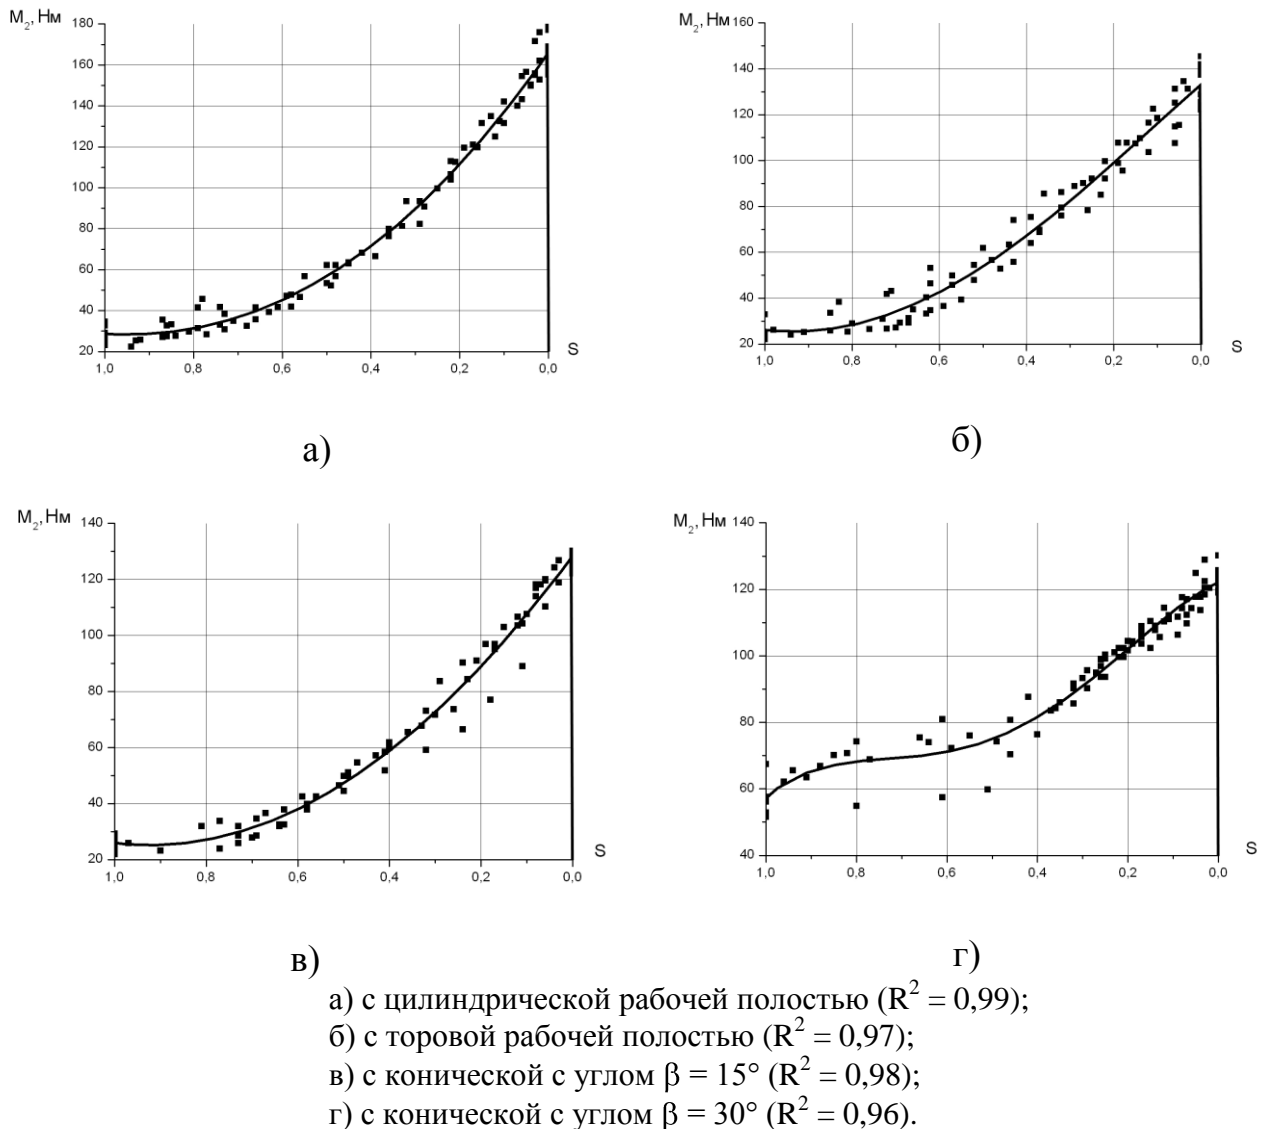 M2, Нм
180
160
140
120
100
80
60
40
20
1,0 0,8 0,6 0,4 0,2 0,0
S
а)
M2, Нм
160
140
120
100
80
60
40
20
1,0 0,8 0,6 0,4 0,2 0,0
S
б)
M2, Нм
140
120
100
80
60
40
20
1,0 0,8 0,6 0,4 0,2 0,0
S
в)
M2, Нм
140
120
100
80
60
40
1,0 0,8 0,6 0,4 0,2 0,0
S
г)
а) с цилиндрической рабочей полостью (R² = 0,99);
б) с торовой рабочей полостью (R² = 0,97);
в) с конической с углом β = 15° (R² = 0,98);
г) с конической с углом β = 30° (R² = 0,96).